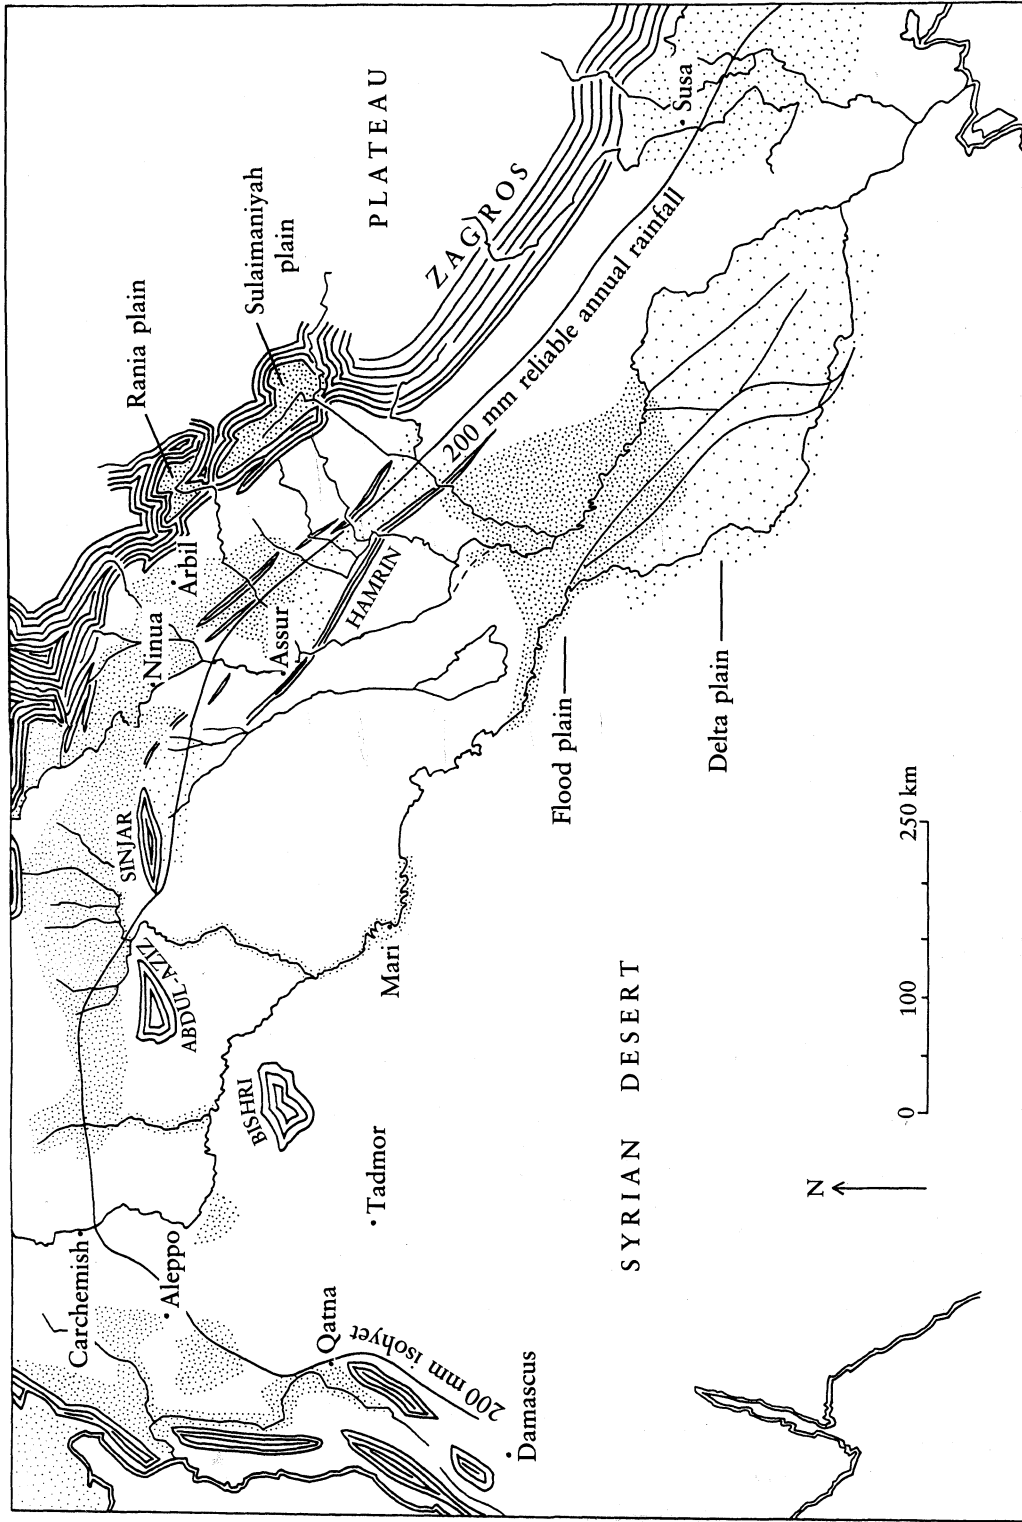 PLATEAU
ZAGROS
Sulaimaniyah
plain
Rania plain
Susa
200 mm reliable annual rainfall
Arbil
Ninua
Assur
HAMRIN
SINJAR
ABDUL-AZIZ
Flood plain
Delta plain
Mari
BISHRI
Tadmor
Carchemish
Aleppo
Qatna
200 mm isohyet
Damascus
SYRIAN DESERT
N
0 100 250 km